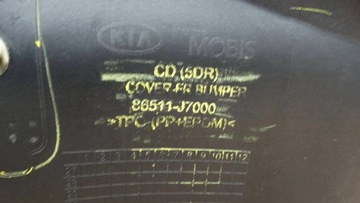 KIA MOBIS
CD (5DR)
COVER-FR BUMPER
86511-J7000
>TPO-(PP+EPDM)<
1 2 3 4 5 6 7 8 9 10 11 12